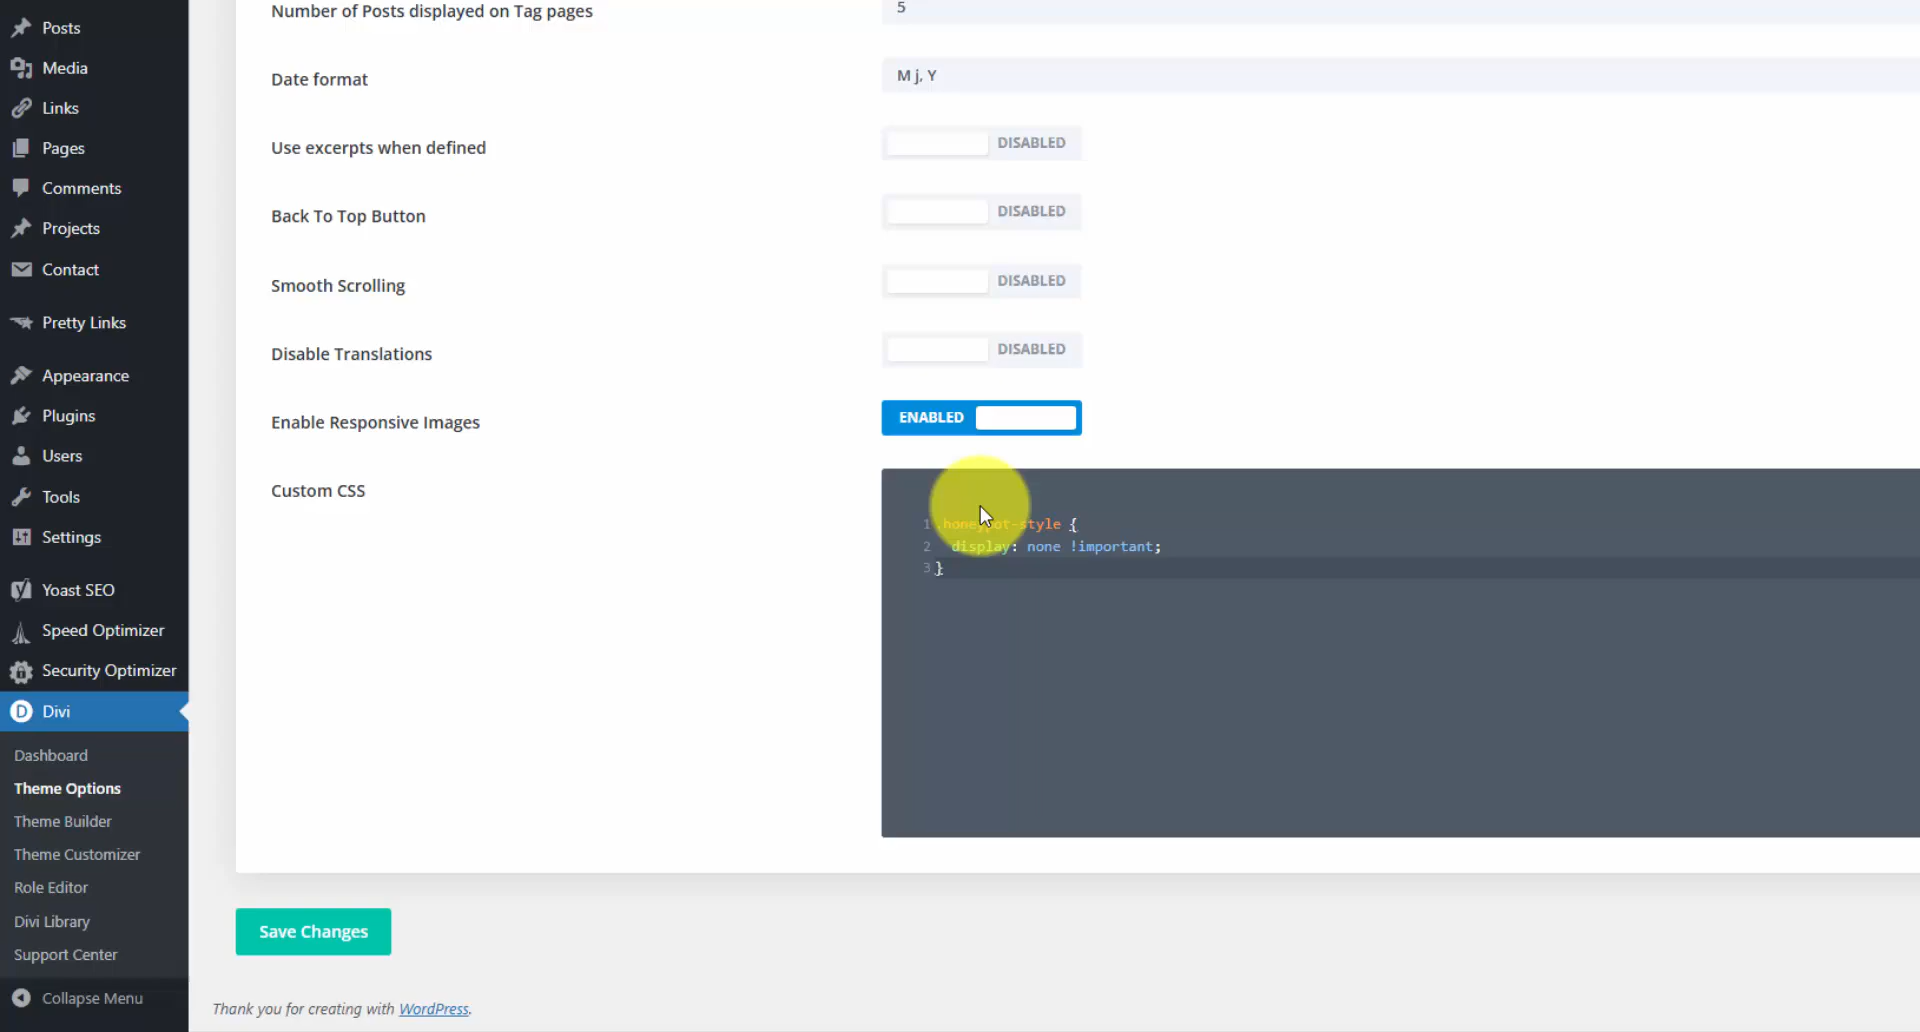 Posts
Media
Links
Pages
Comments
Projects
Contact
Pretty Links
Appearance
Plugins
Users
Tools
Settings
Yoast SEO
Speed Optimizer
Security Optimizer
Divi
Dashboard
Theme Options
Theme Builder
Theme Customizer
Role Editor
Divi Library
Support Center
Collapse Menu
Number of Posts displayed on Tag pages
5
Date format
M j, Y
Use excerpts when defined
DISABLED
Back To Top Button
DISABLED
Smooth Scrolling
DISABLED
Disable Translations
DISABLED
Enable Responsive Images
ENABLED
Custom CSS
1 .honeypot-style {
2 display: none !important;
3 }
Save Changes
Thank you for creating with WordPress.